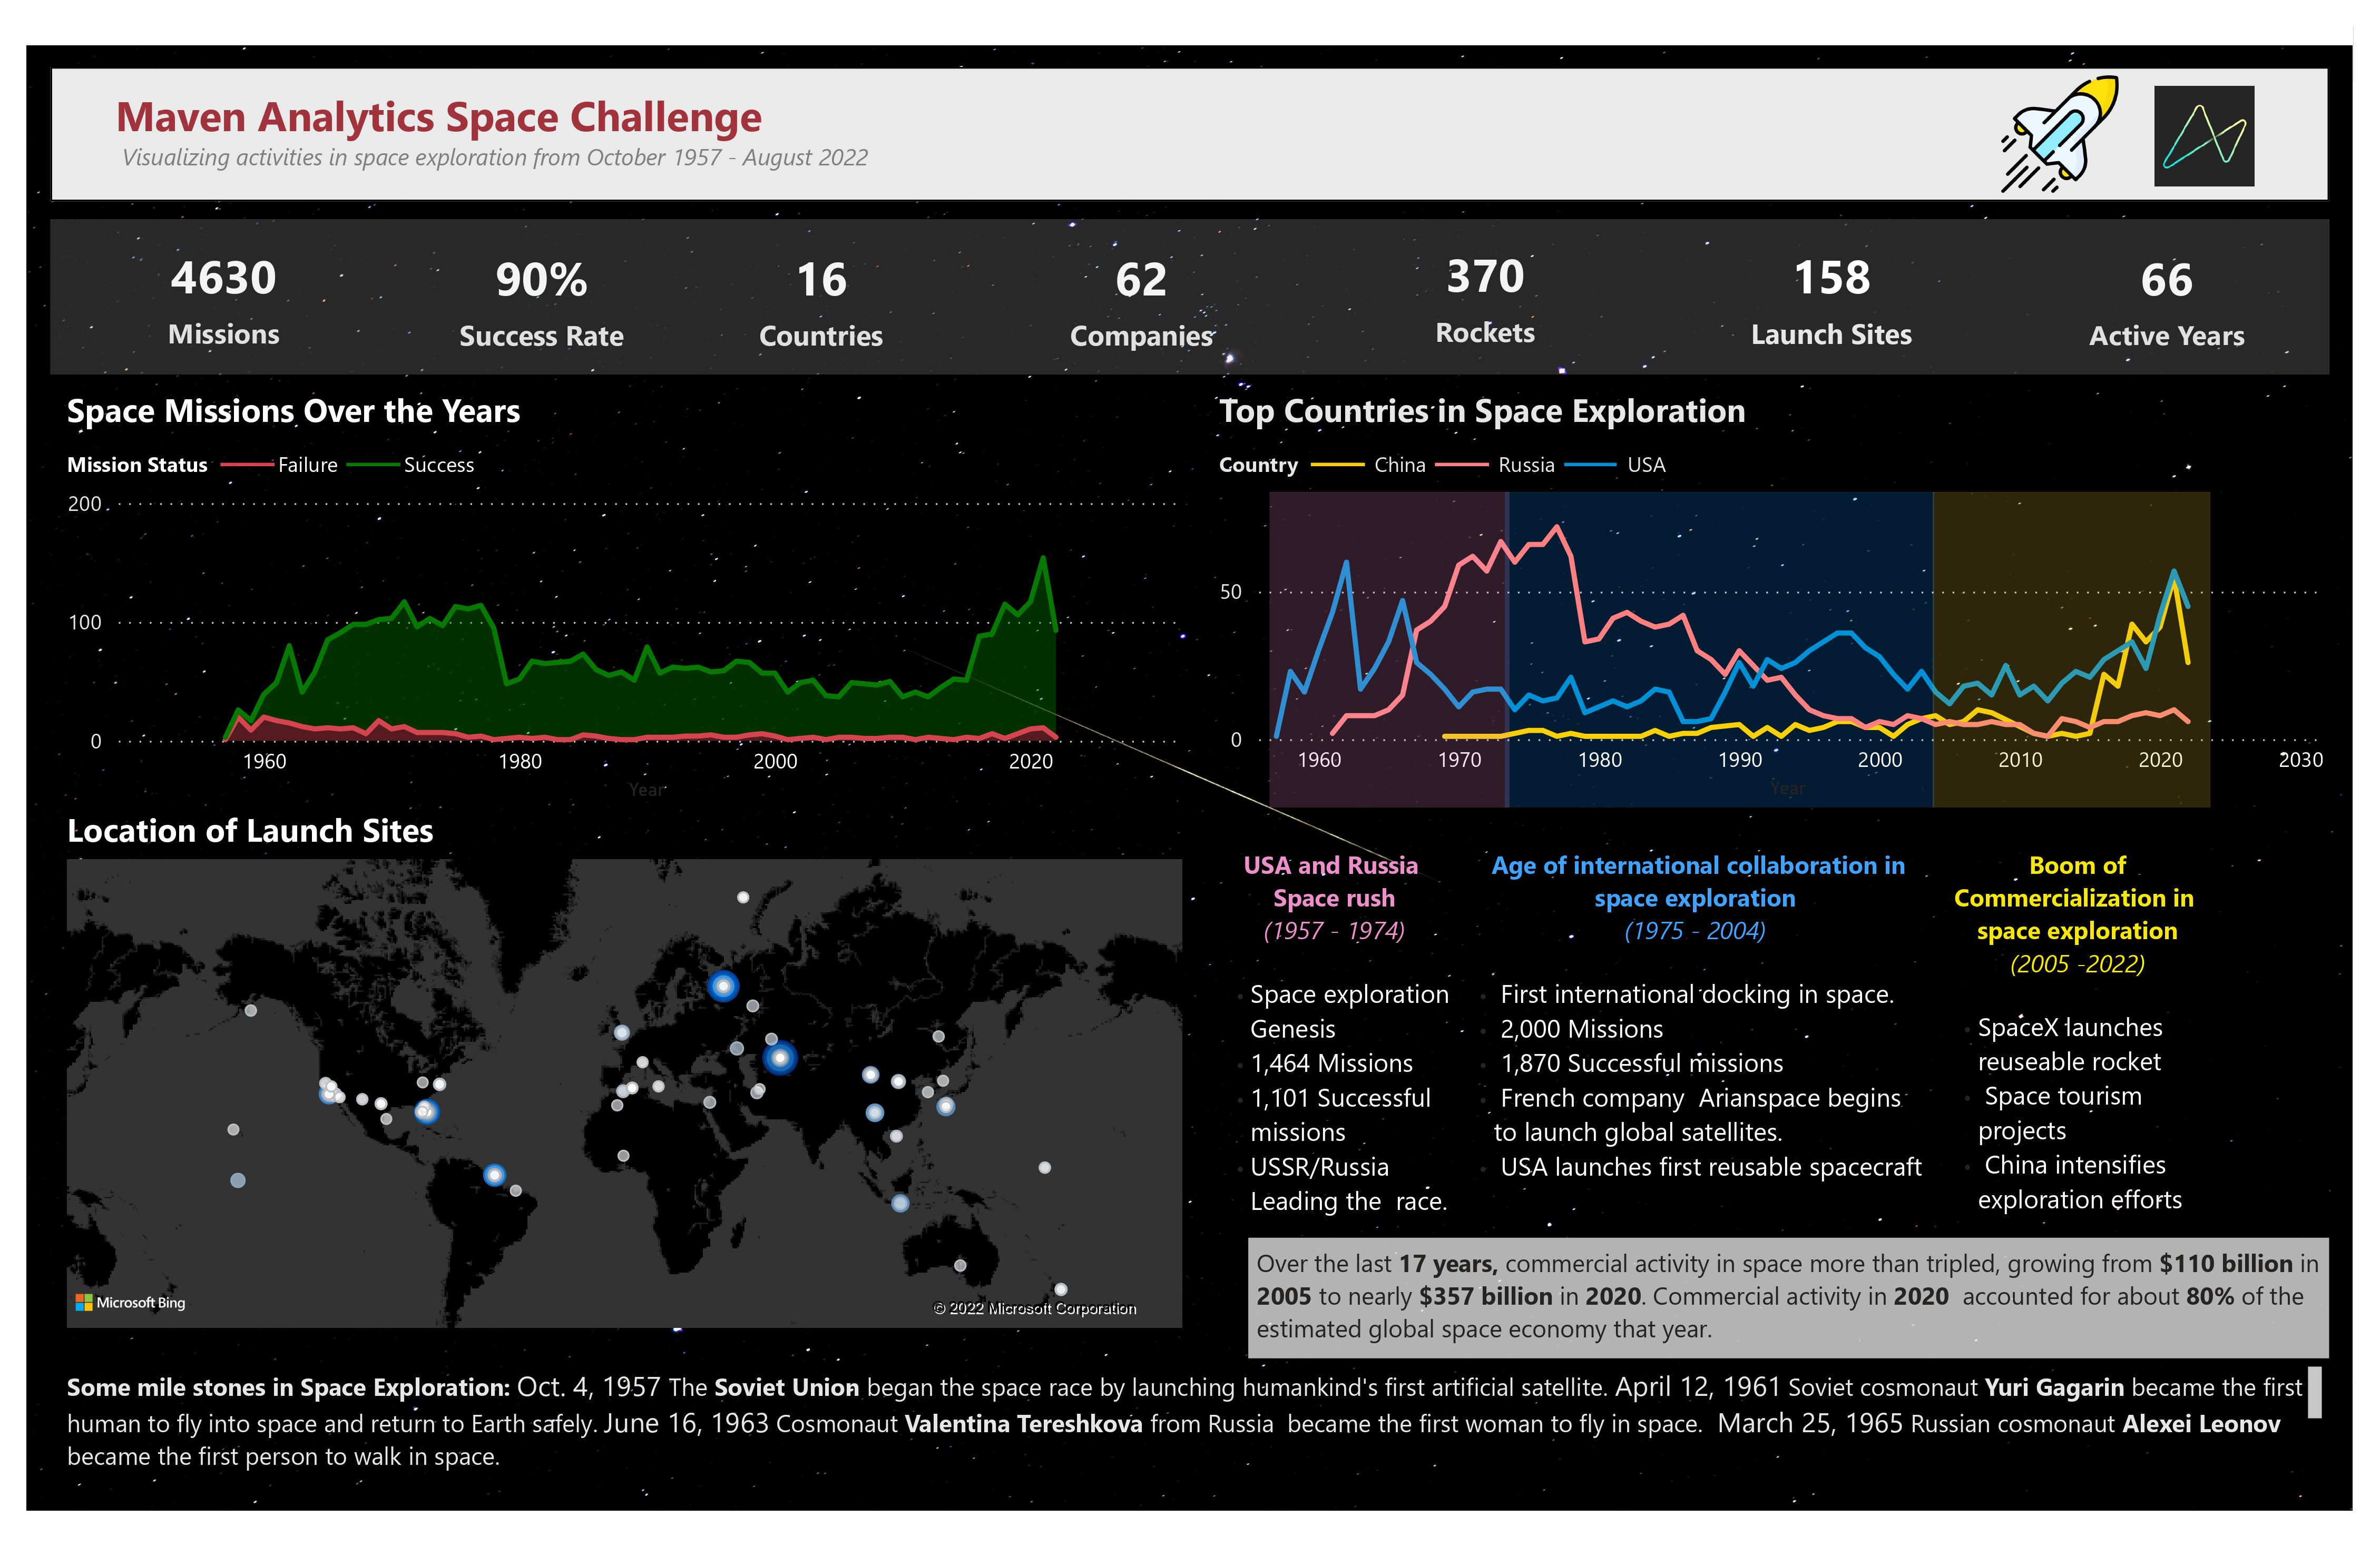 Maven Analytics Space Challenge
Visualizing activities in space exploration from October 1957 - August 2022
4630
Missions
90%
Success Rate
16
Countries
62
Companies
370
Rockets
158
Launch Sites
66
Active Years
Space Missions Over the Years
Mission Status Failure Success
200
100
0
1960 1980 2000 2020
Year
Top Countries in Space Exploration
Country China Russia USA
50
0
1960 1970 1980 1990 2000 2010 2020 2030
Year
Location of Launch Sites
Microsoft Bing
© 2022 Microsoft Corporation
USA and Russia
Space rush
(1957 - 1974)
Space exploration
Genesis
1,464 Missions
1,101 Successful
missions
USSR/Russia
Leading the race.
Age of international collaboration in
space exploration
(1975 - 2004)
First international docking in space.
2,000 Missions
1,870 Successful missions
French company Arianspace begins
to launch global satellites.
USA launches first reusable spacecraft
Boom of
Commercialization in
space exploration
(2005 -2022)
SpaceX launches
reuseable rocket
Space tourism
projects
China intensifies
exploration efforts
Over the last 17 years, commercial activity in space more than tripled, growing from $110 billion in
2005 to nearly $357 billion in 2020. Commercial activity in 2020 accounted for about 80% of the
estimated global space economy that year.
Some mile stones in Space Exploration: Oct. 4, 1957 The Soviet Union began the space race by launching humankind's first artificial satellite. April 12, 1961 Soviet cosmonaut Yuri Gagarin became the first
human to fly into space and return to Earth safely. June 16, 1963 Cosmonaut Valentina Tereshkova from Russia became the first woman to fly in space. March 25, 1965 Russian cosmonaut Alexei Leonov
became the first person to walk in space.